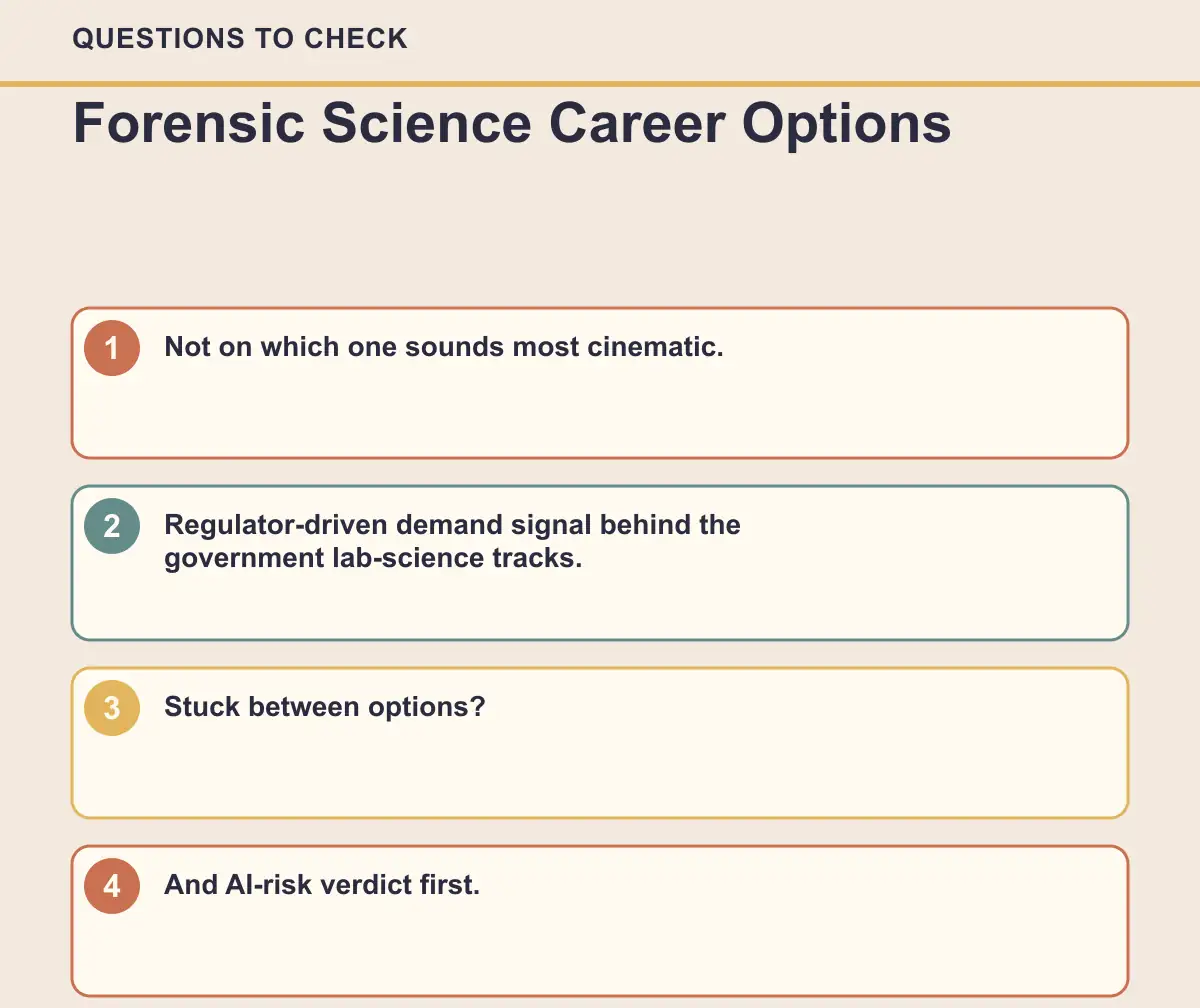 QUESTIONS TO CHECK
Forensic Science Career Options
1
Not on which one sounds most cinematic.
2
Regulator-driven demand signal behind the
government lab-science tracks.
3
Stuck between options?
4
And AI-risk verdict first.